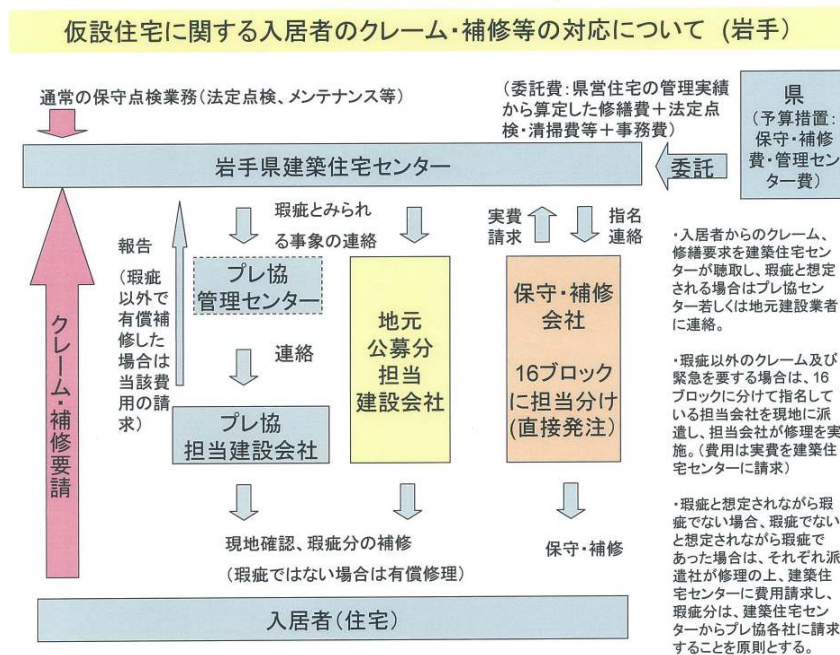 仮設住宅に関する入居者のクレーム・補修等の対応について (岩手)
通常の保守点検業務(法定点検、メンテナンス等)
(委託費：県営住宅の管理実績
から算定した修繕費＋法定点
検・清掃費等＋事務費)
県
(予算措置：
保守・補修
費・管理セン
ター費)
委託
岩手県建築住宅センター
瑕疵とみられ
る事象の連絡
実費
請求
指名
連絡
報告
(瑕疵
以外で
有償補
修した
場合は
当該費
用の請
求)
クレーム・補修要請
プレ協
管理センター
連絡
プレ協
担当建設会社
地元
公募分
担当
建設会社
保守・補修
会社
16ブロック
に担当分け
(直接発注)
現地確認、瑕疵分の補修
(瑕疵ではない場合は有償修理)
保守・補修
入居者(住宅)
・入居者からのクレーム、
修繕要求を建築住宅セン
ターが聴取し、瑕疵と想定
される場合はプレ協セン
ター若しくは地元建設業者
に連絡。
・瑕疵以外のクレーム及び
緊急を要する場合は、16
ブロックに分けて指名して
いる担当会社を現地に派
遣し、担当会社が修理を実
施。(費用は実費を建築住
宅センターに請求)
・瑕疵と想定されながら瑕
疵でない場合、瑕疵でない
と想定されながら瑕疵で
あった場合は、それぞれ派
遣社が修理の上、建築住
宅センターに費用請求し、
瑕疵分は、建築住宅セン
ターからプレ協各社に請求
することを原則とする。